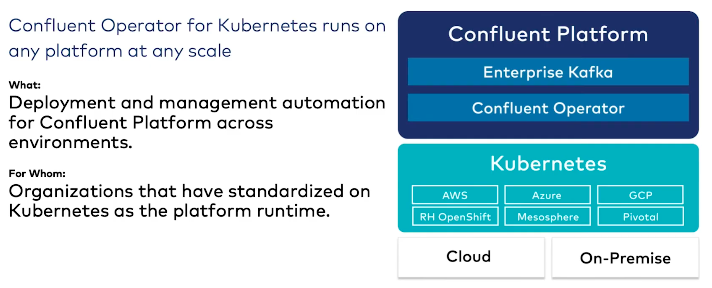 Confluent Operator for Kubernetes runs on
any platform at any scale
What:
Deployment and management automation
for Confluent Platform across
environments.
For Whom:
Organizations that have standardized on
Kubernetes as the platform runtime.
Confluent Platform
Enterprise Kafka
Confluent Operator
Kubernetes
AWS Azure GCP
RH OpenShift Mesosphere Pivotal
Cloud On-Premise